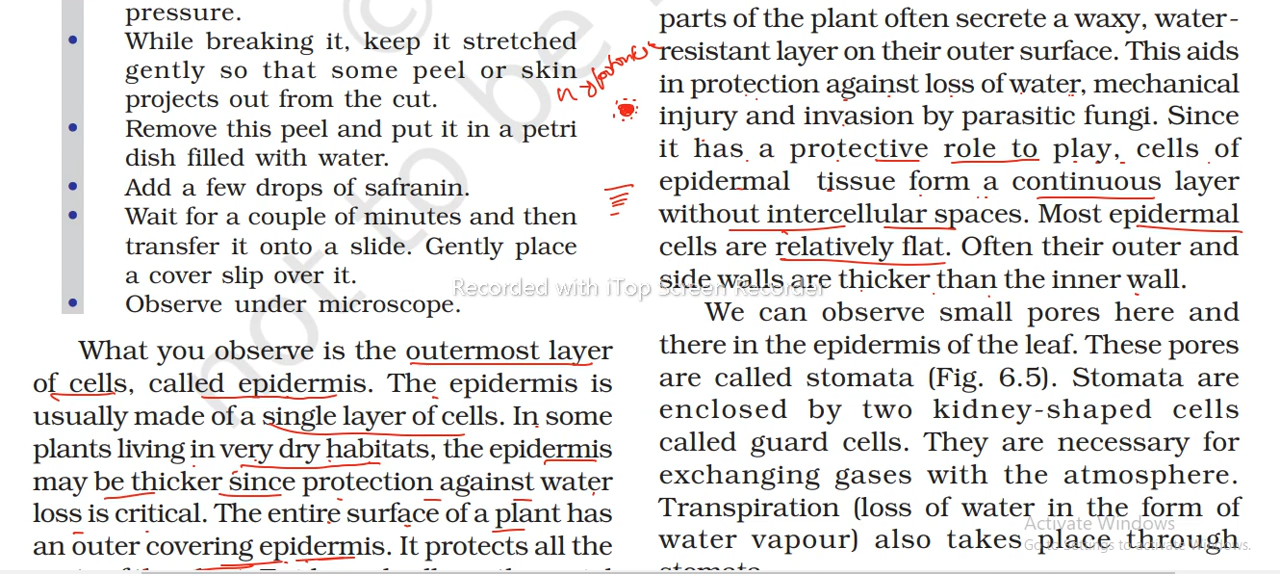 pressure.
While breaking it, keep it stretched
gently so that some peel or skin
projects out from the cut.
Remove this peel and put it in a petri
dish filled with water.
Add a few drops of safranin.
Wait for a couple of minutes and then
transfer it onto a slide. Gently place
a cover slip over it.
Observe under microscope.
What you observe is the outermost layer
of cells, called epidermis. The epidermis is
usually made of a single layer of cells. In some
plants living in very dry habitats, the epidermis
may be thicker since protection against water
loss is critical. The entire surface of a plant has
an outer covering epidermis. It protects all the
parts of the plant often secrete a waxy, water-
resistant layer on their outer surface. This aids
in protection against loss of water, mechanical
injury and invasion by parasitic fungi. Since
it has a protective role to play, cells of
epidermal tissue form a continuous layer
without intercellular spaces. Most epidermal
cells are relatively flat. Often their outer and
side walls are thicker than the inner wall.
We can observe small pores here and
there in the epidermis of the leaf. These pores
are called stomata (Fig. 6.5). Stomata are
enclosed by two kidney-shaped cells
called guard cells. They are necessary for
exchanging gases with the atmosphere.
Transpiration (loss of water in the form of
water vapour) also takes place through
stomata.
not to be
©
Recorded with iTop Screen Recorder
Activate Windows
Go to Settings to activate Windows.